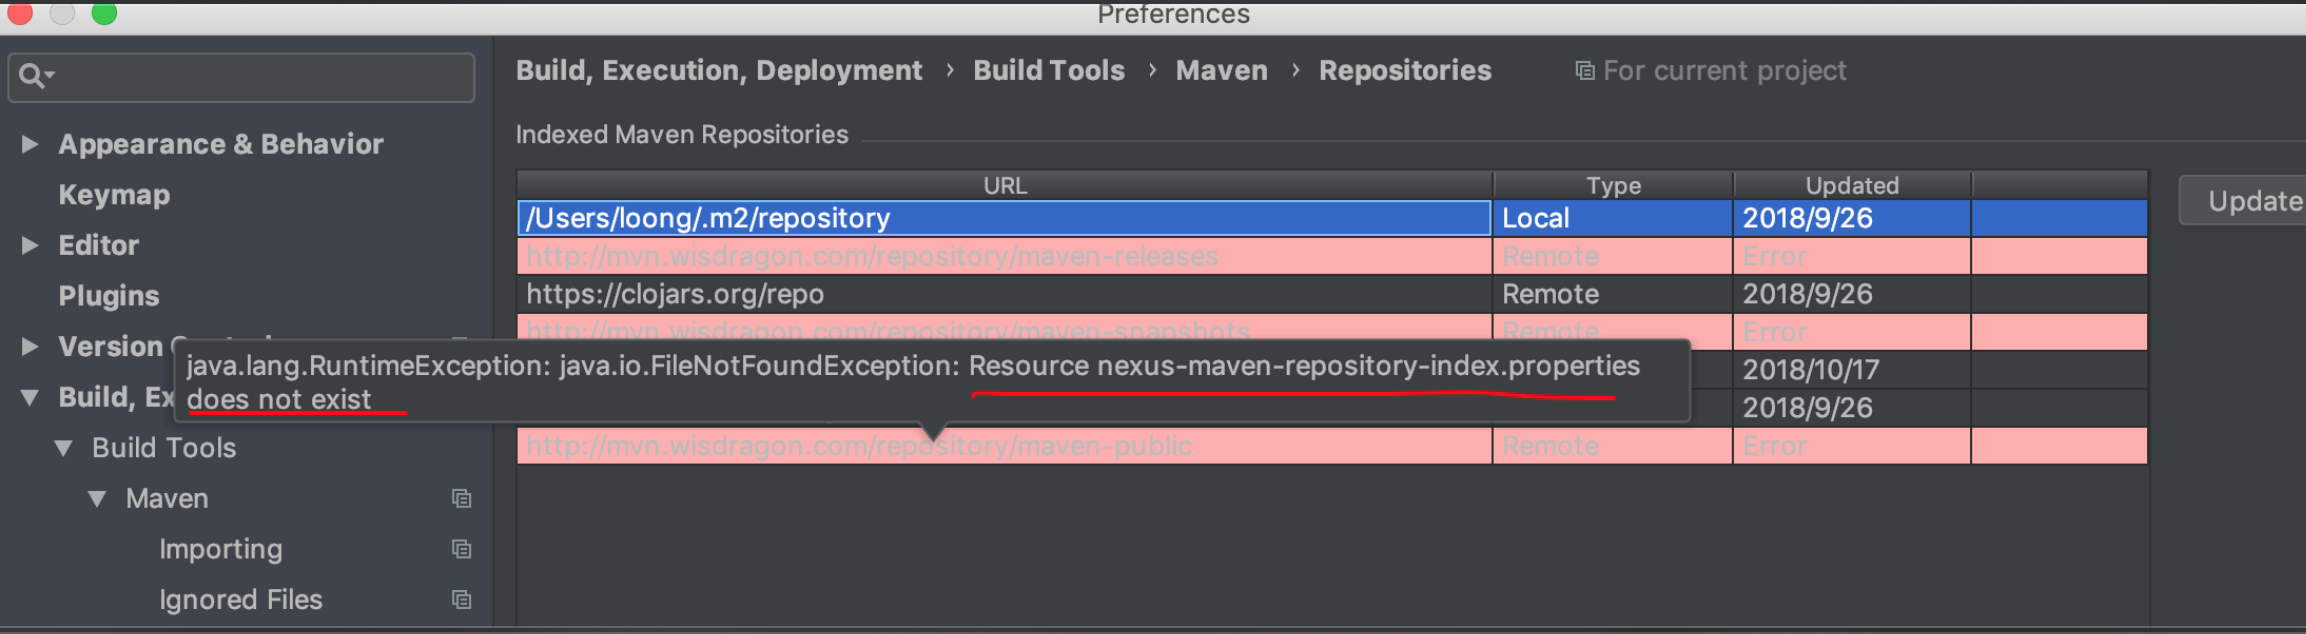 Preferences
Build, Execution, Deployment › Build Tools › Maven › Repositories For current project
Appearance & Behavior
Keymap
Editor
Plugins
Version
Build, Ex
Build Tools
Maven
Importing
Ignored Files
Indexed Maven Repositories
URL Type Updated
/Users/loong/.m2/repository Local 2018/9/26
http://mvn.wisdragon.com/repository/maven-releases Remote Error
https://clojars.org/repo Remote 2018/9/26
http://mvn.wisdragon.com/repository/maven-snapshots Remote Error
java.lang.RuntimeException: java.io.FileNotFoundException: Resource nexus-maven-repository-index.properties
does not exist
2018/10/17
2018/9/26
http://mvn.wisdragon.com/repository/maven-public Remote Error
Update